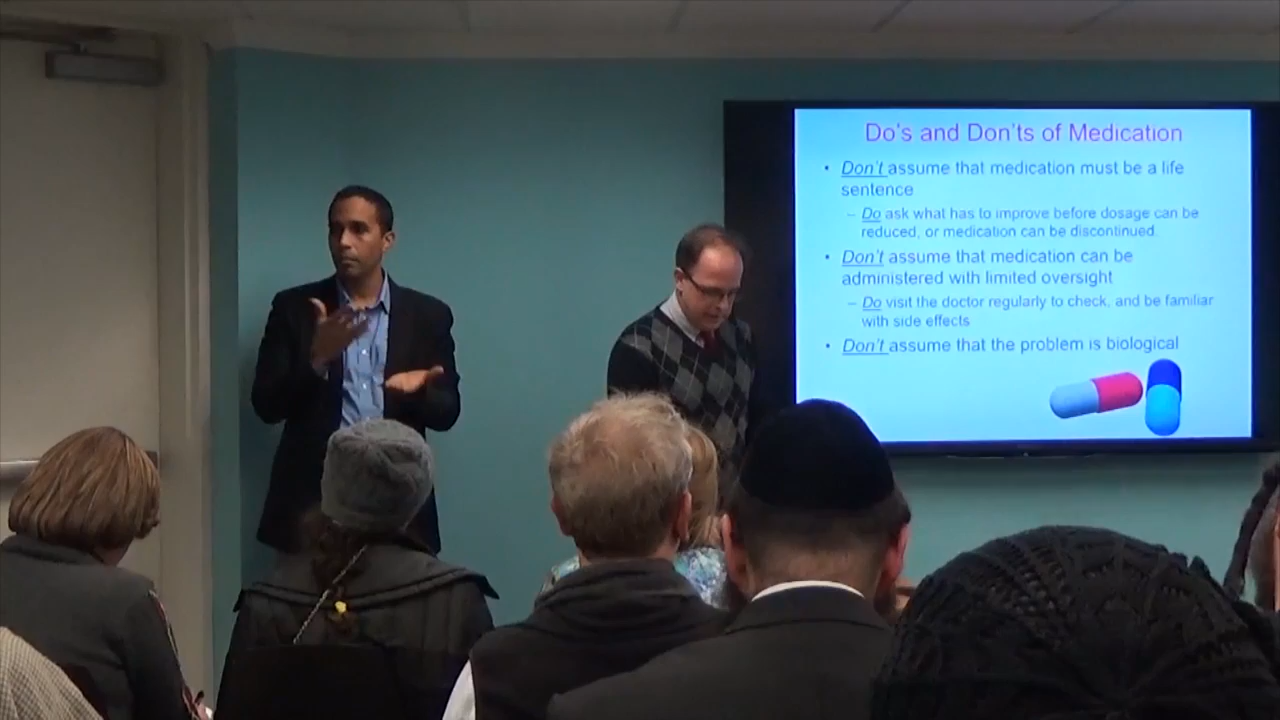 Do's and Don'ts of Medication
• Don't assume that medication must be a life
sentence
– Do ask what has to improve before dosage can be
reduced, or medication can be discontinued.
• Don't assume that medication can be
administered with limited oversight
– Do visit the doctor regularly to check, and be familiar
with side effects
• Don't assume that the problem is biological